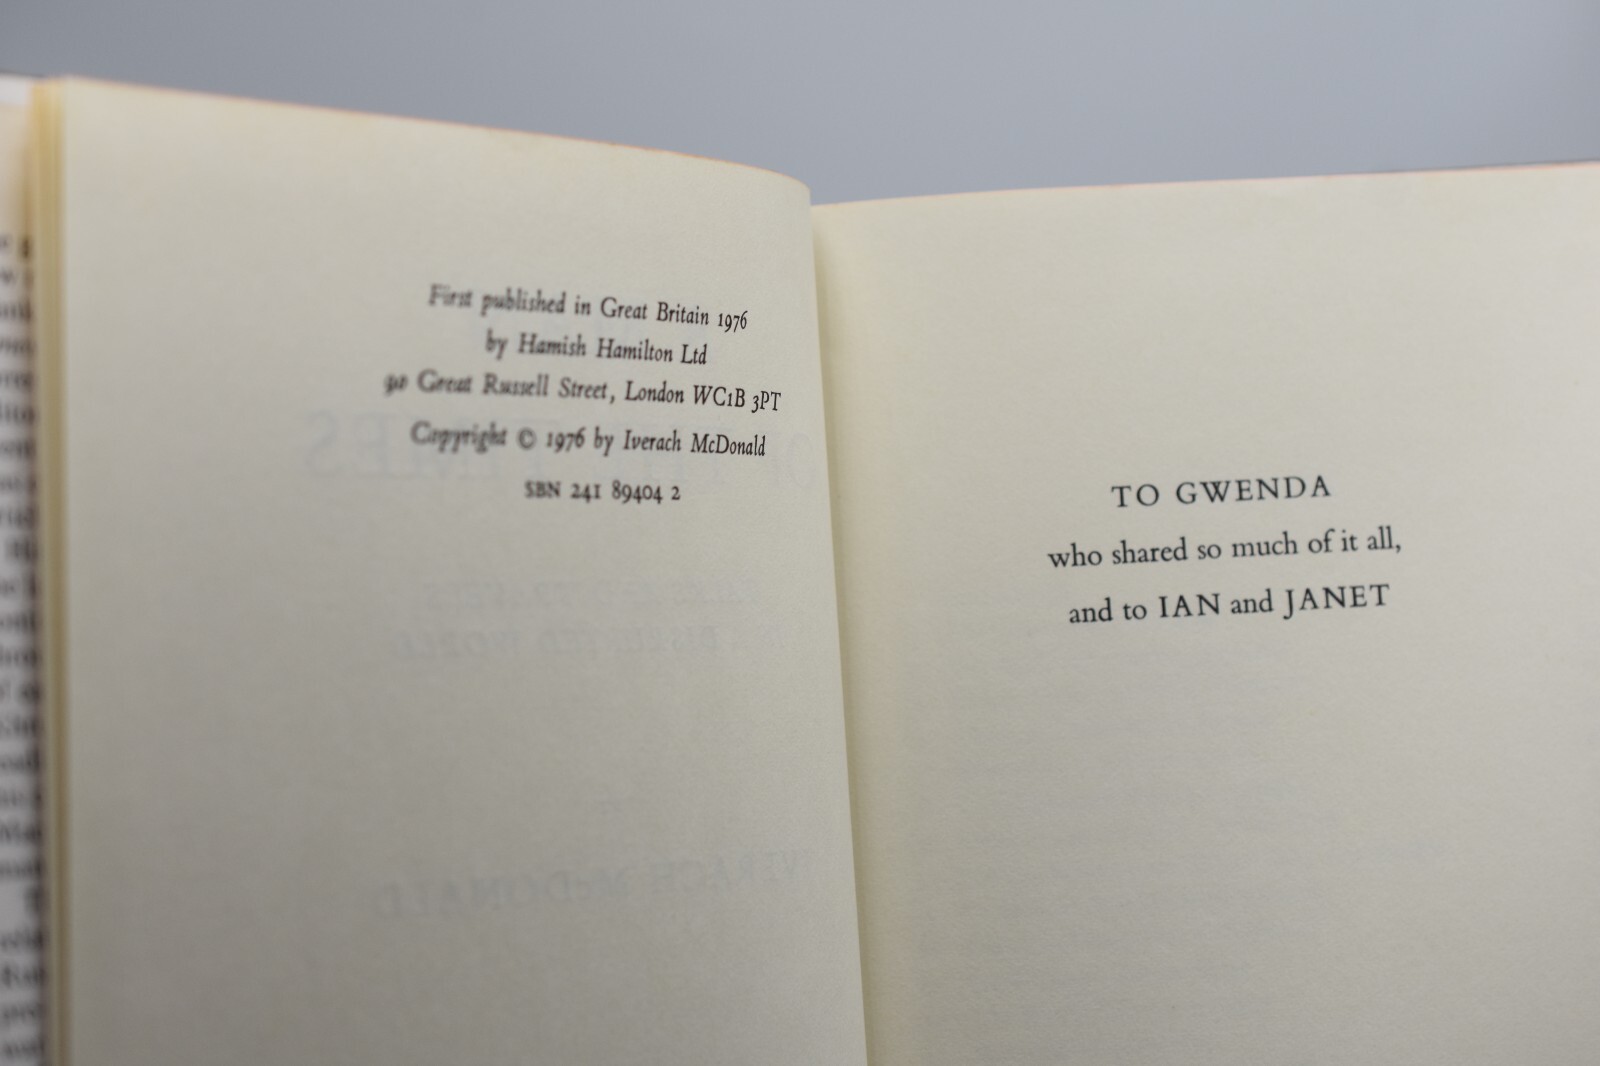 First published in Great Britain 1976
by Hamish Hamilton Ltd
90 Great Russell Street, London WC1B 3PT
Copyright © 1976 by Iverach McDonald
SBN 241 89404 2
TO GWENDA
who shared so much of it all,
and to IAN and JANET